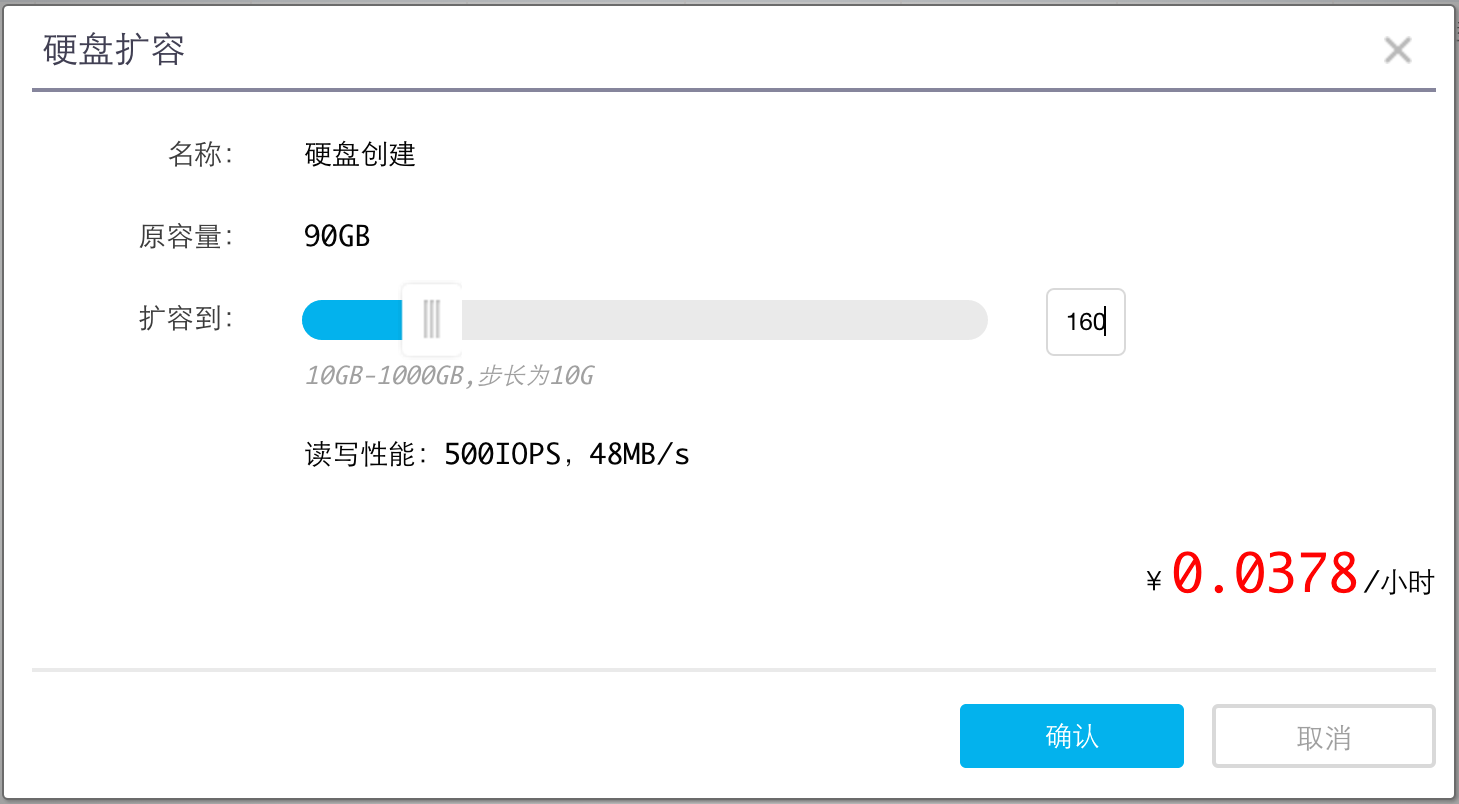 硬盘扩容
名称： 硬盘创建
原容量： 90GB
扩容到： 160
10GB-1000GB,步长为10G
读写性能：500IOPS，48MB/s
¥0.0378/小时
确认 取消